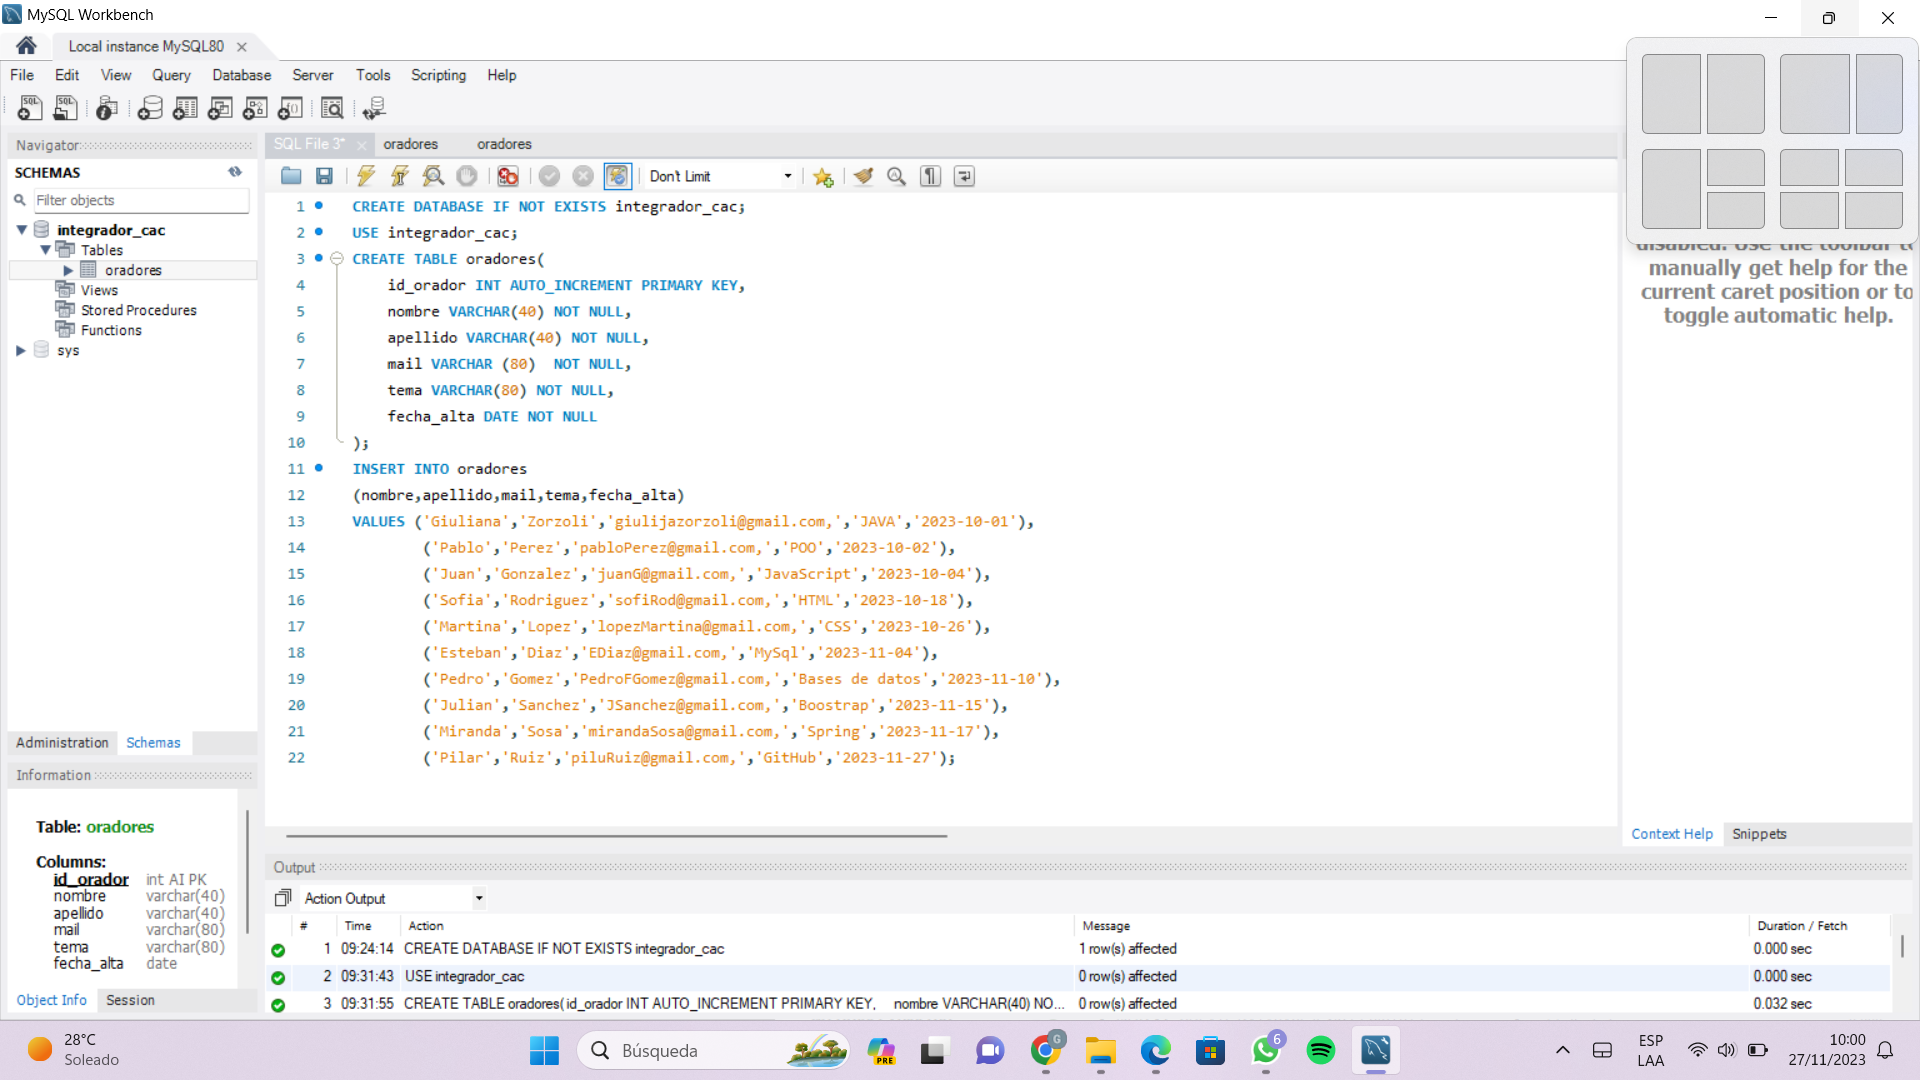 MySQL Workbench
Local instance MySQL80
File Edit View Query Database Server Tools Scripting Help
Navigator
SCHEMAS
Filter objects
integrador_cac
Tables
oradores
Views
Stored Procedures
Functions
sys
Administration Schemas
Information
Table: oradores
Columns:
id_orador int AI PK
nombre varchar(40)
apellido varchar(40)
mail varchar(80)
tema varchar(80)
fecha_alta date
Object Info Session
SQL File 3* oradores oradores
Don't Limit
1 CREATE DATABASE IF NOT EXISTS integrador_cac;
2 USE integrador_cac;
3 CREATE TABLE oradores(
4 id_orador INT AUTO_INCREMENT PRIMARY KEY,
5 nombre VARCHAR(40) NOT NULL,
6 apellido VARCHAR(40) NOT NULL,
7 mail VARCHAR (80)  NOT NULL,
8 tema VARCHAR(80) NOT NULL,
9 fecha_alta DATE NOT NULL
10 );
11 INSERT INTO oradores
12 (nombre,apellido,mail,tema,fecha_alta)
13 VALUES ('Giuliana','Zorzoli','giulijazorzoli@gmail.com,','JAVA','2023-10-01'),
14 ('Pablo','Perez','pabloPerez@gmail.com,','POO','2023-10-02'),
15 ('Juan','Gonzalez','juanG@gmail.com,','JavaScript','2023-10-04'),
16 ('Sofia','Rodriguez','sofiRod@gmail.com,','HTML','2023-10-18'),
17 ('Martina','Lopez','lopezMartina@gmail.com,','CSS','2023-10-26'),
18 ('Esteban','Diaz','EDiaz@gmail.com,','MySql','2023-11-04'),
19 ('Pedro','Gomez','PedroFGomez@gmail.com,','Bases de datos','2023-11-10'),
20 ('Julian','Sanchez','JSanchez@gmail.com,','Boostrap','2023-11-15'),
21 ('Miranda','Sosa','mirandaSosa@gmail.com,','Spring','2023-11-17'),
22 ('Pilar','Ruiz','piluRuiz@gmail.com,','GitHub','2023-11-27');
disabled. Use the toolbar to
manually get help for the
current caret position or to
toggle automatic help.
Context Help Snippets
Output
Action Output
# Time Action Message Duration / Fetch
1 09:24:14 CREATE DATABASE IF NOT EXISTS integrador_cac 1 row(s) affected 0.000 sec
2 09:31:43 USE integrador_cac 0 row(s) affected 0.000 sec
3 09:31:55 CREATE TABLE oradores( id_orador INT AUTO_INCREMENT PRIMARY KEY, nombre VARCHAR(40) NO... 0 row(s) affected 0.032 sec
28°C
Soleado
Búsqueda
PRE
G
6
ESP
LAA
10:00
27/11/2023